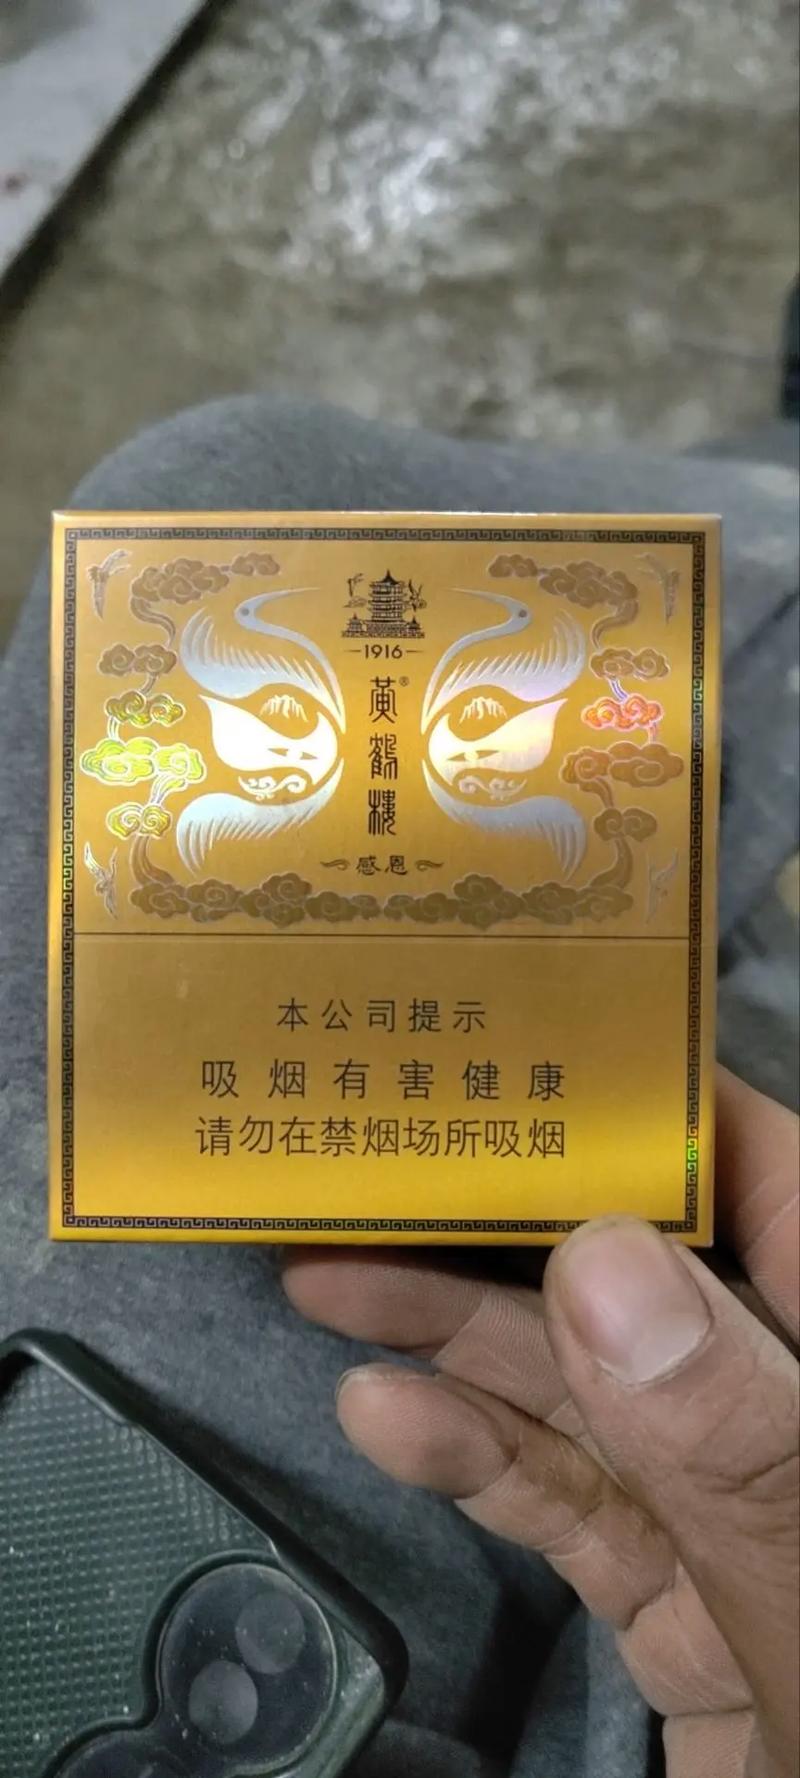 1916
黄鹤楼®
感恩
本公司提示
吸烟有害健康
请勿在禁烟场所吸烟